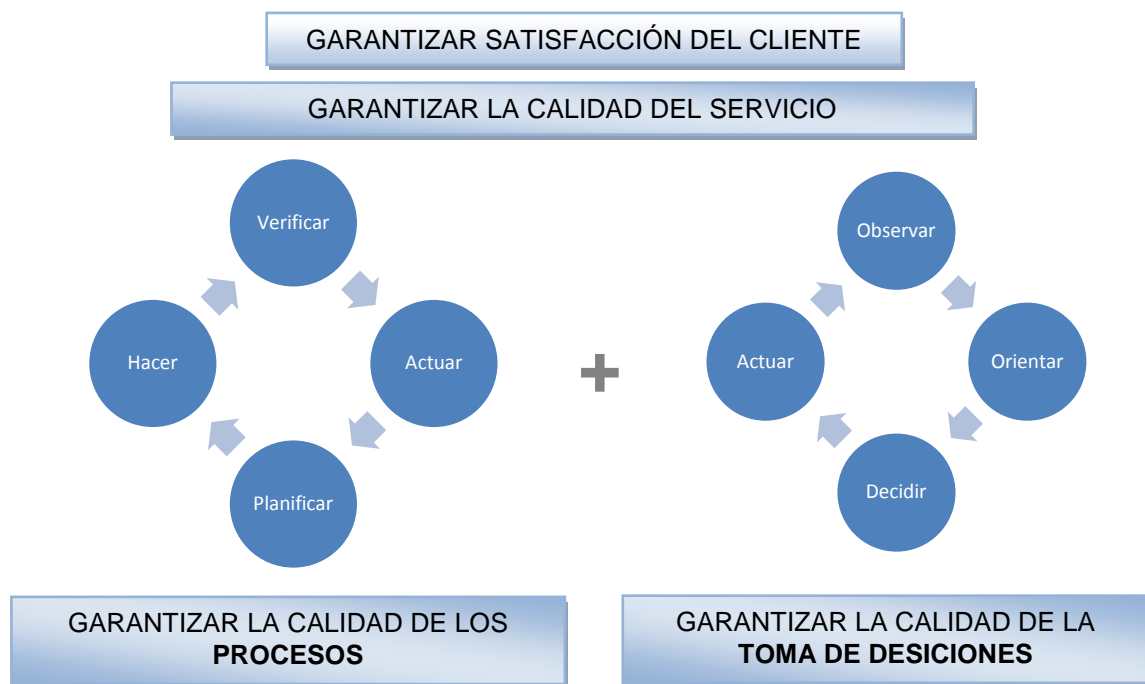 GARANTIZAR SATISFACCIÓN DEL CLIENTE
GARANTIZAR LA CALIDAD DEL SERVICIO
Verificar
Hacer
Actuar
Planificar
+
Observar
Actuar
Orientar
Decidir
GARANTIZAR LA CALIDAD DE LOS
PROCESOS
GARANTIZAR LA CALIDAD DE LA
TOMA DE DESICIONES